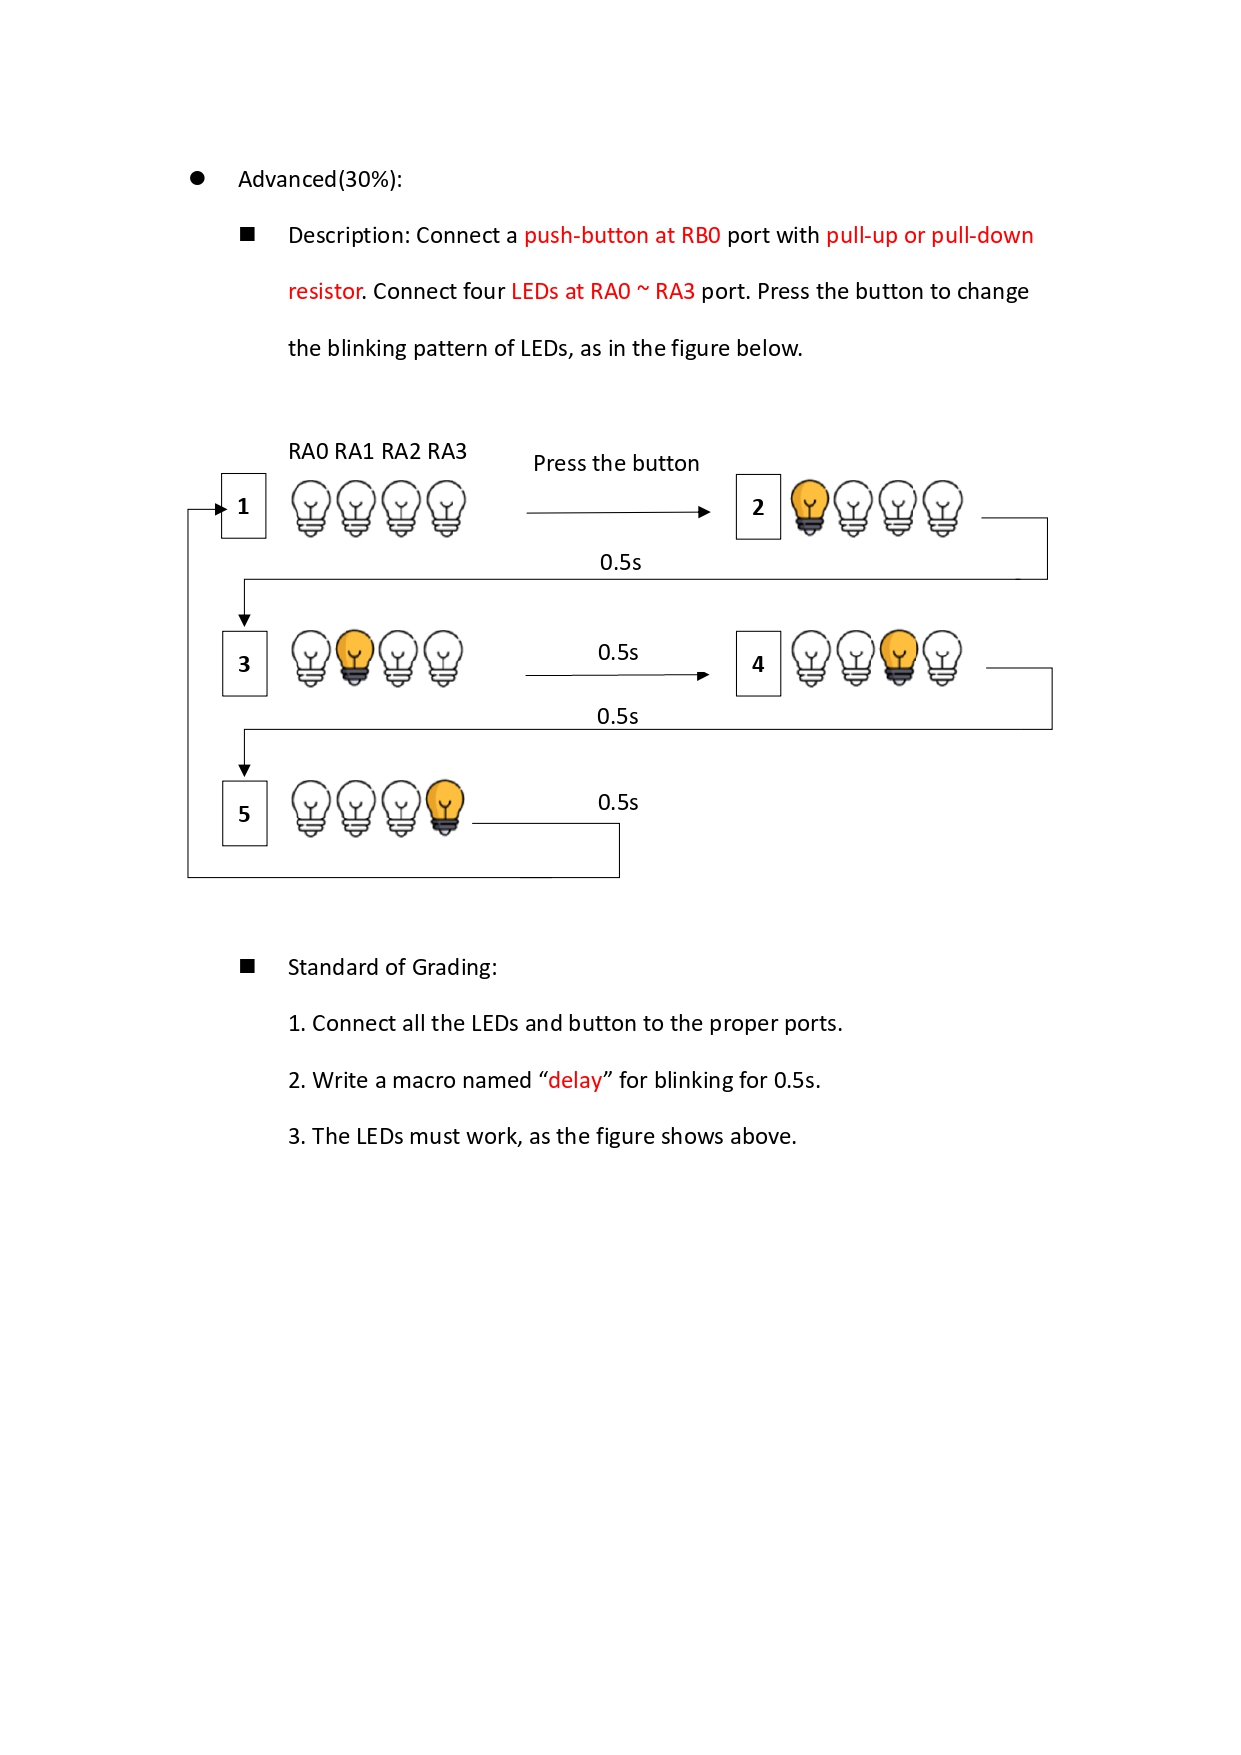 Advanced(30%):
Description: Connect a push-button at RB0 port with pull-up or pull-down
resistor. Connect four LEDs at RA0 ~ RA3 port. Press the button to change
the blinking pattern of LEDs, as in the figure below.
RA0 RA1 RA2 RA3
Press the button
1
2
0.5s
3
0.5s
4
0.5s
5
0.5s
Standard of Grading:
1. Connect all the LEDs and button to the proper ports.
2. Write a macro named “delay” for blinking for 0.5s.
3. The LEDs must work, as the figure shows above.